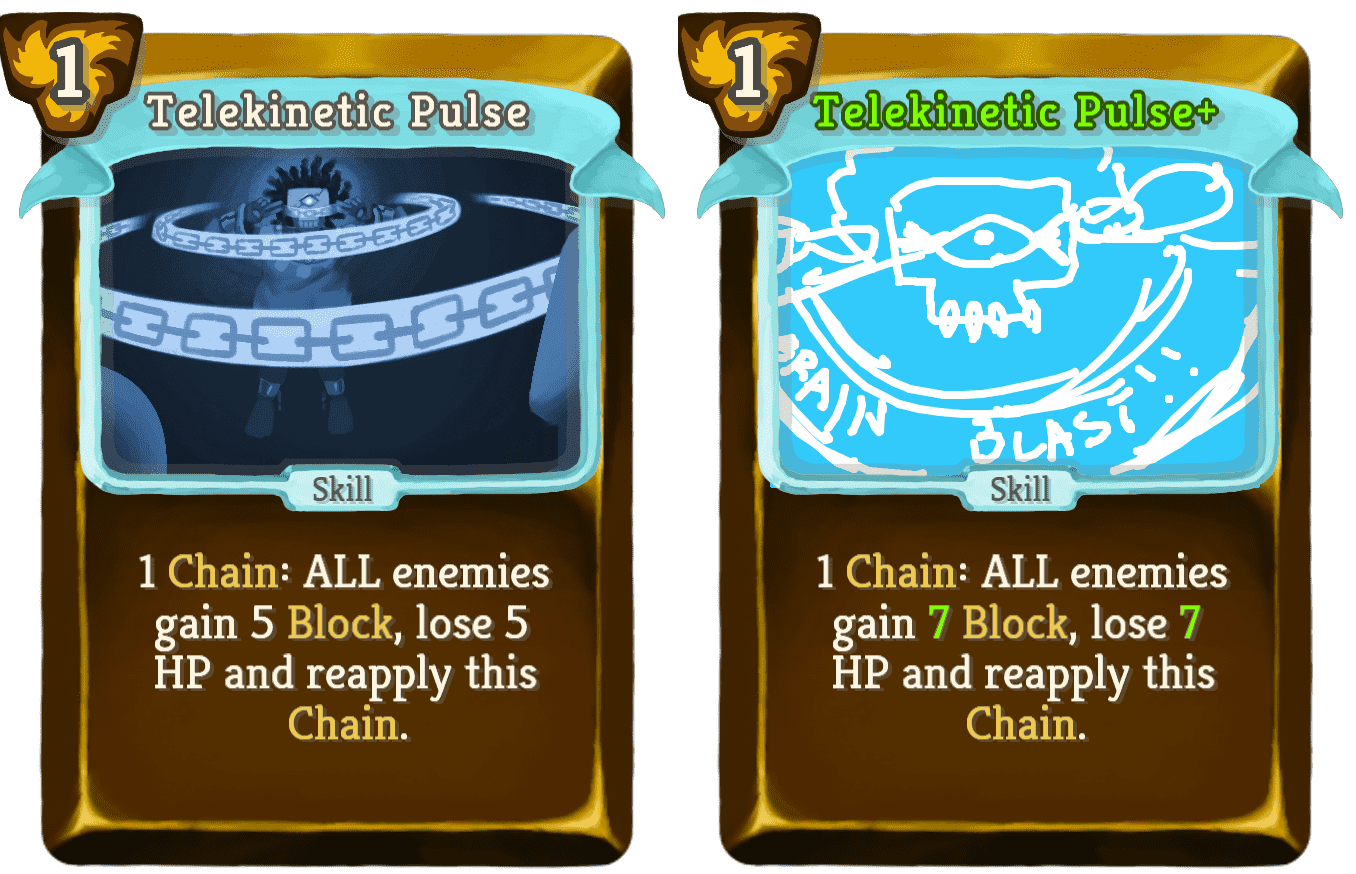 1
Telekinetic Pulse
Skill
1 Chain: ALL enemies
gain 5 Block, lose 5
HP and reapply this
Chain.
1
Telekinetic Pulse+
BRAIN
BLAST
Skill
1 Chain: ALL enemies
gain 7 Block, lose 7
HP and reapply this
Chain.